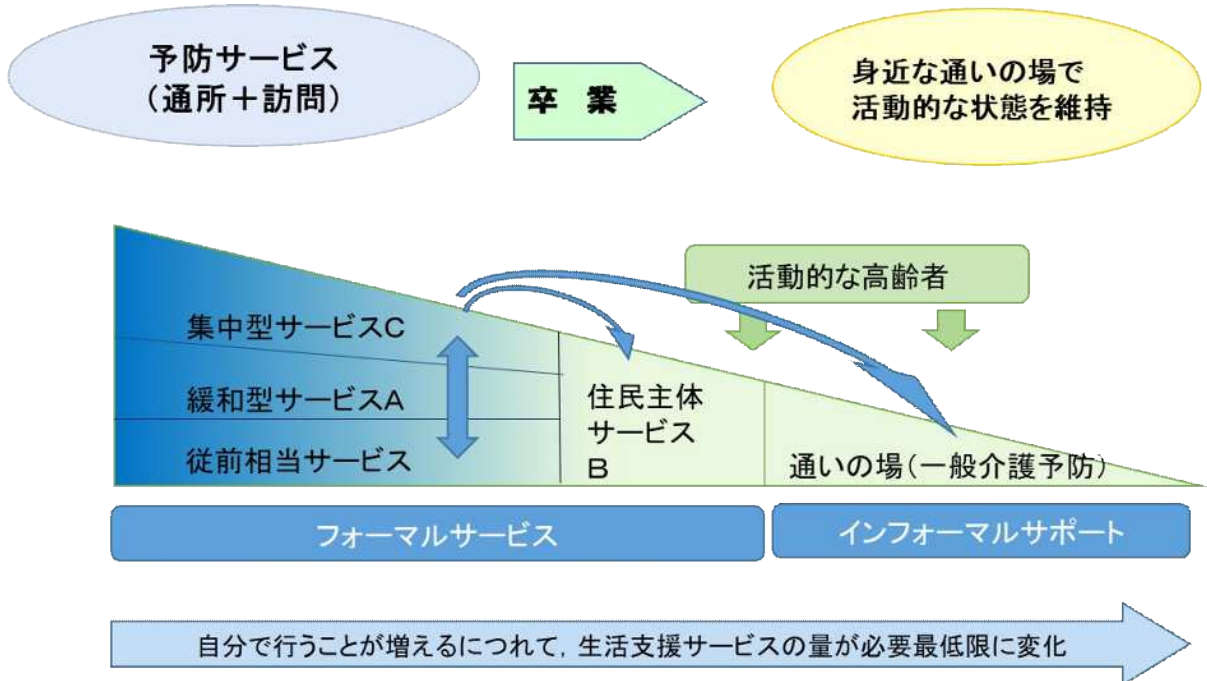 予防サービス
（通所＋訪問）
卒 業
身近な通いの場で
活動的な状態を維持
活動的な高齢者
集中型サービスC
緩和型サービスA
従前相当サービス
住民主体
サービス
B
通いの場（一般介護予防）
フォーマルサービス
インフォーマルサポート
自分で行うことが増えるにつれて，生活支援サービスの量が必要最低限に変化